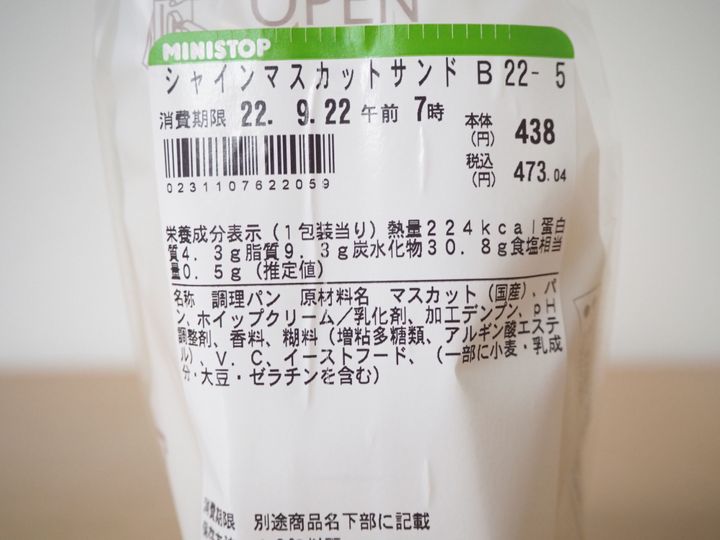 OPEN
MINISTOP
シャインマスカットサンド B 22- 5
消費期限 22. 9.22 午前 7時
本体(円) 438
税込(円) 473.04
0231107622059
栄養成分表示(1包装当り)熱量224kcal蛋白
質4.3g脂質9.3g炭水化物30.8g食塩相当
量0.5g(推定値)
名称 調理パン 原材料名 マスカット(国産)、パ
ン、ホイップクリーム/乳化剤、加工デンプン、pH
調整剤、香料、糊料(増粘多糖類、アルギン酸エステ
ル)、V.C、イーストフード、(一部に小麦・乳成
分・大豆・ゼラチンを含む)
消費期限 別途商品名下部に記載